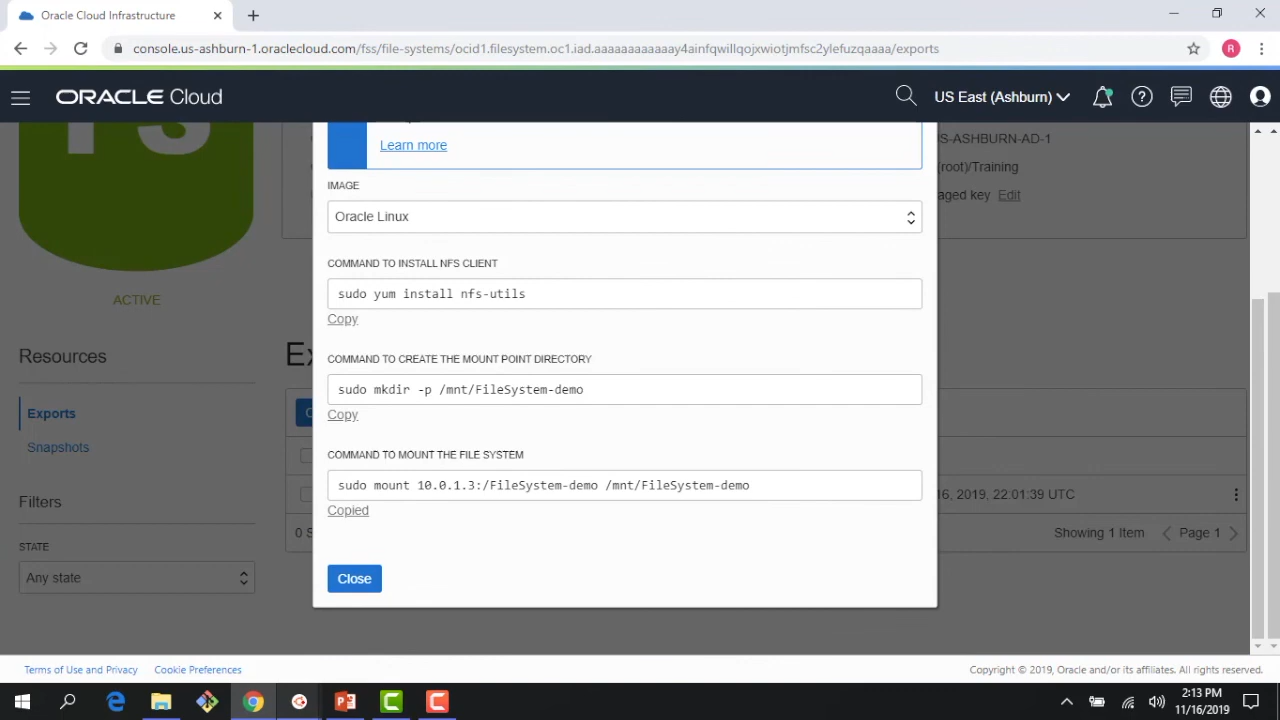 Oracle Cloud Infrastructure
console.us-ashburn-1.oraclecloud.com/fss/file-systems/ocid1.filesystem.oc1.iad.aaaaaaaaaaay4ainfqwillqojxwiotjmfsc2ylefuzqaaaa/exports
R
ORACLE Cloud
US East (Ashburn)
Learn more
US-ASHBURN-AD-1
(root)/Training
Edit
IMAGE
Oracle Linux
COMMAND TO INSTALL NFS CLIENT
sudo yum install nfs-utils
Copy
COMMAND TO CREATE THE MOUNT POINT DIRECTORY
sudo mkdir -p /mnt/FileSystem-demo
Copy
COMMAND TO MOUNT THE FILE SYSTEM
sudo mount 10.0.1.3:/FileSystem-demo /mnt/FileSystem-demo
Copied
Close
ACTIVE
Resources
Exports
Snapshots
Filters
STATE
Any state
16, 2019, 22:01:39 UTC
Showing 1 Item
Page 1
Terms of Use and Privacy Cookie Preferences
Copyright © 2019, Oracle and/or its affiliates. All rights reserved.
2:13 PM
11/16/2019